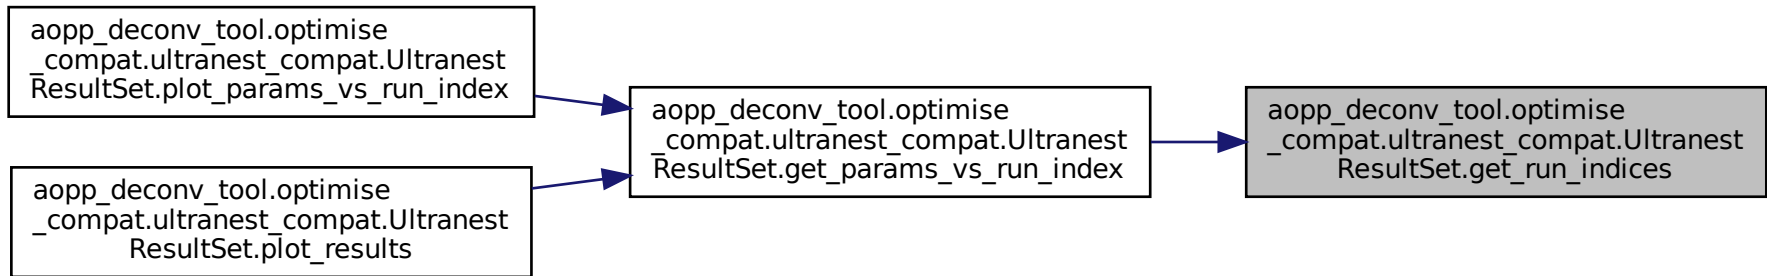 aopp_deconv_tool.optimise
_compat.ultranest_compat.Ultranest
ResultSet.plot_params_vs_run_index
aopp_deconv_tool.optimise
_compat.ultranest_compat.Ultranest
ResultSet.plot_results
aopp_deconv_tool.optimise
_compat.ultranest_compat.Ultranest
ResultSet.get_params_vs_run_index
aopp_deconv_tool.optimise
_compat.ultranest_compat.Ultranest
ResultSet.get_run_indices